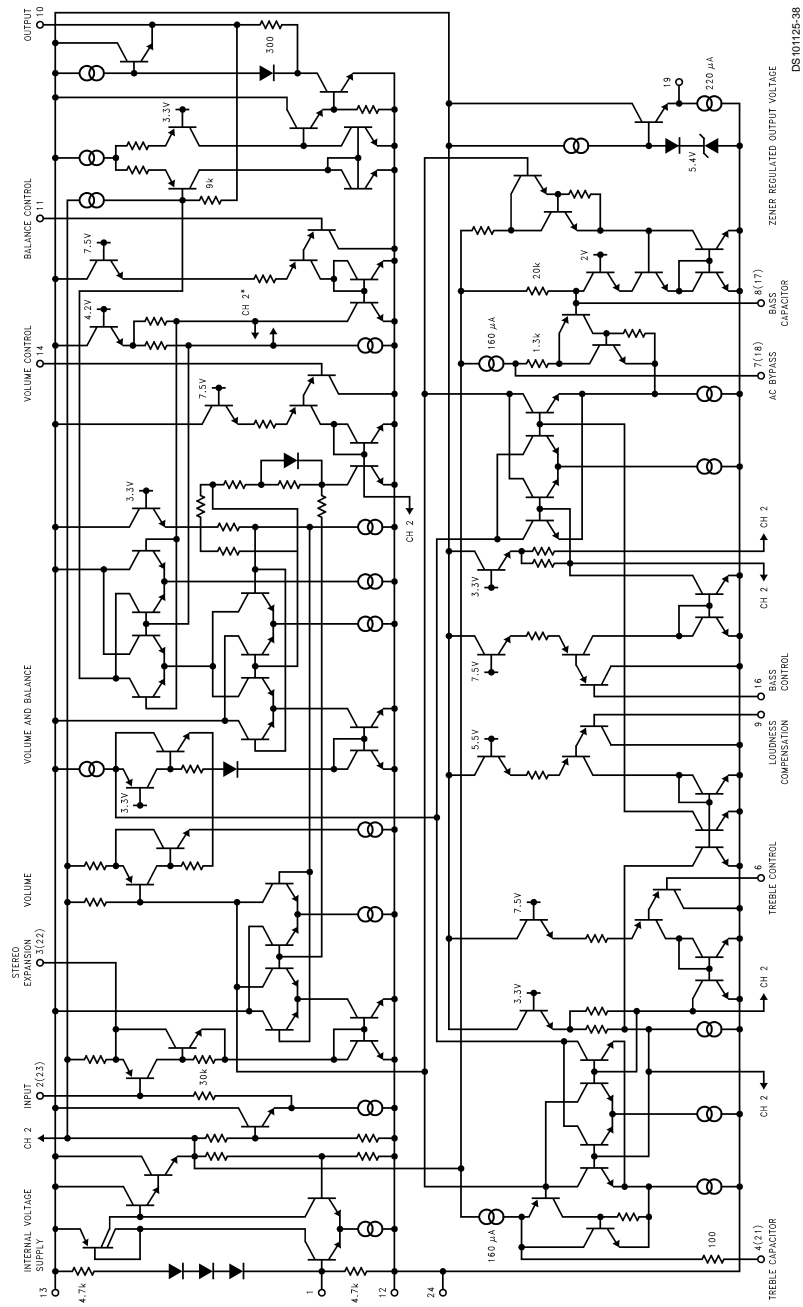 OUTPUT
10
300
3.3V
9k
BALANCE CONTROL
11
7.5V
4.2V
CH 2*
VOLUME CONTROL
14
7.5V
3.3V
CH 2
VOLUME AND BALANCE
3.3V
VOLUME
STEREO
EXPANSION
3(22)
INPUT
2(23)
30k
CH 2
INTERNAL VOLTAGE
SUPPLY
13
4.7k
1
4.7k
12
24
DS101125-38
19
220 µA
5.4V
ZENER REGULATED OUTPUT VOLTAGE
20k
2V
8(17)
BASS
CAPACITOR
160 µA
1.3k
7(18)
AC BYPASS
3.3V
CH 2
CH 2
7.5V
16
BASS
CONTROL
9
LOUDNESS
COMPENSATION
5.5V
6
TREBLE CONTROL
7.5V
3.3V
CH 2
CH 2
160 µA
100
4(21)
TREBLE CAPACITOR